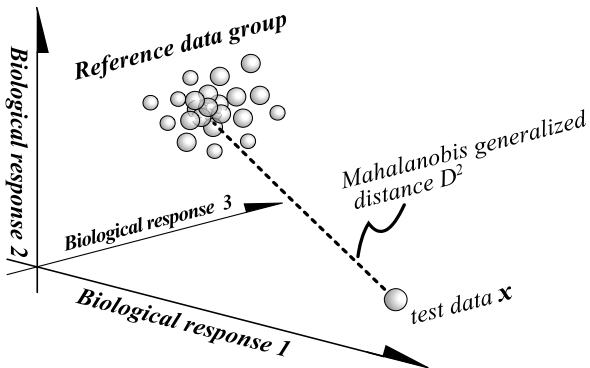 Reference data group
Biological response 2
Mahalanobis generalized
distance D²
Biological response 3
test data x
Biological response 1